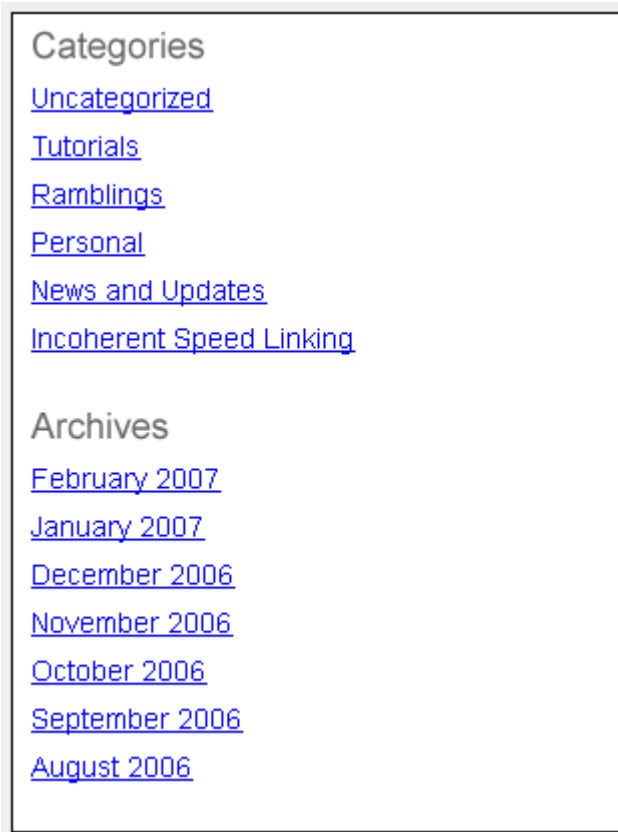 Categories
Uncategorized
Tutorials
Ramblings
Personal
News and Updates
Incoherent Speed Linking
Archives
February 2007
January 2007
December 2006
November 2006
October 2006
September 2006
August 2006